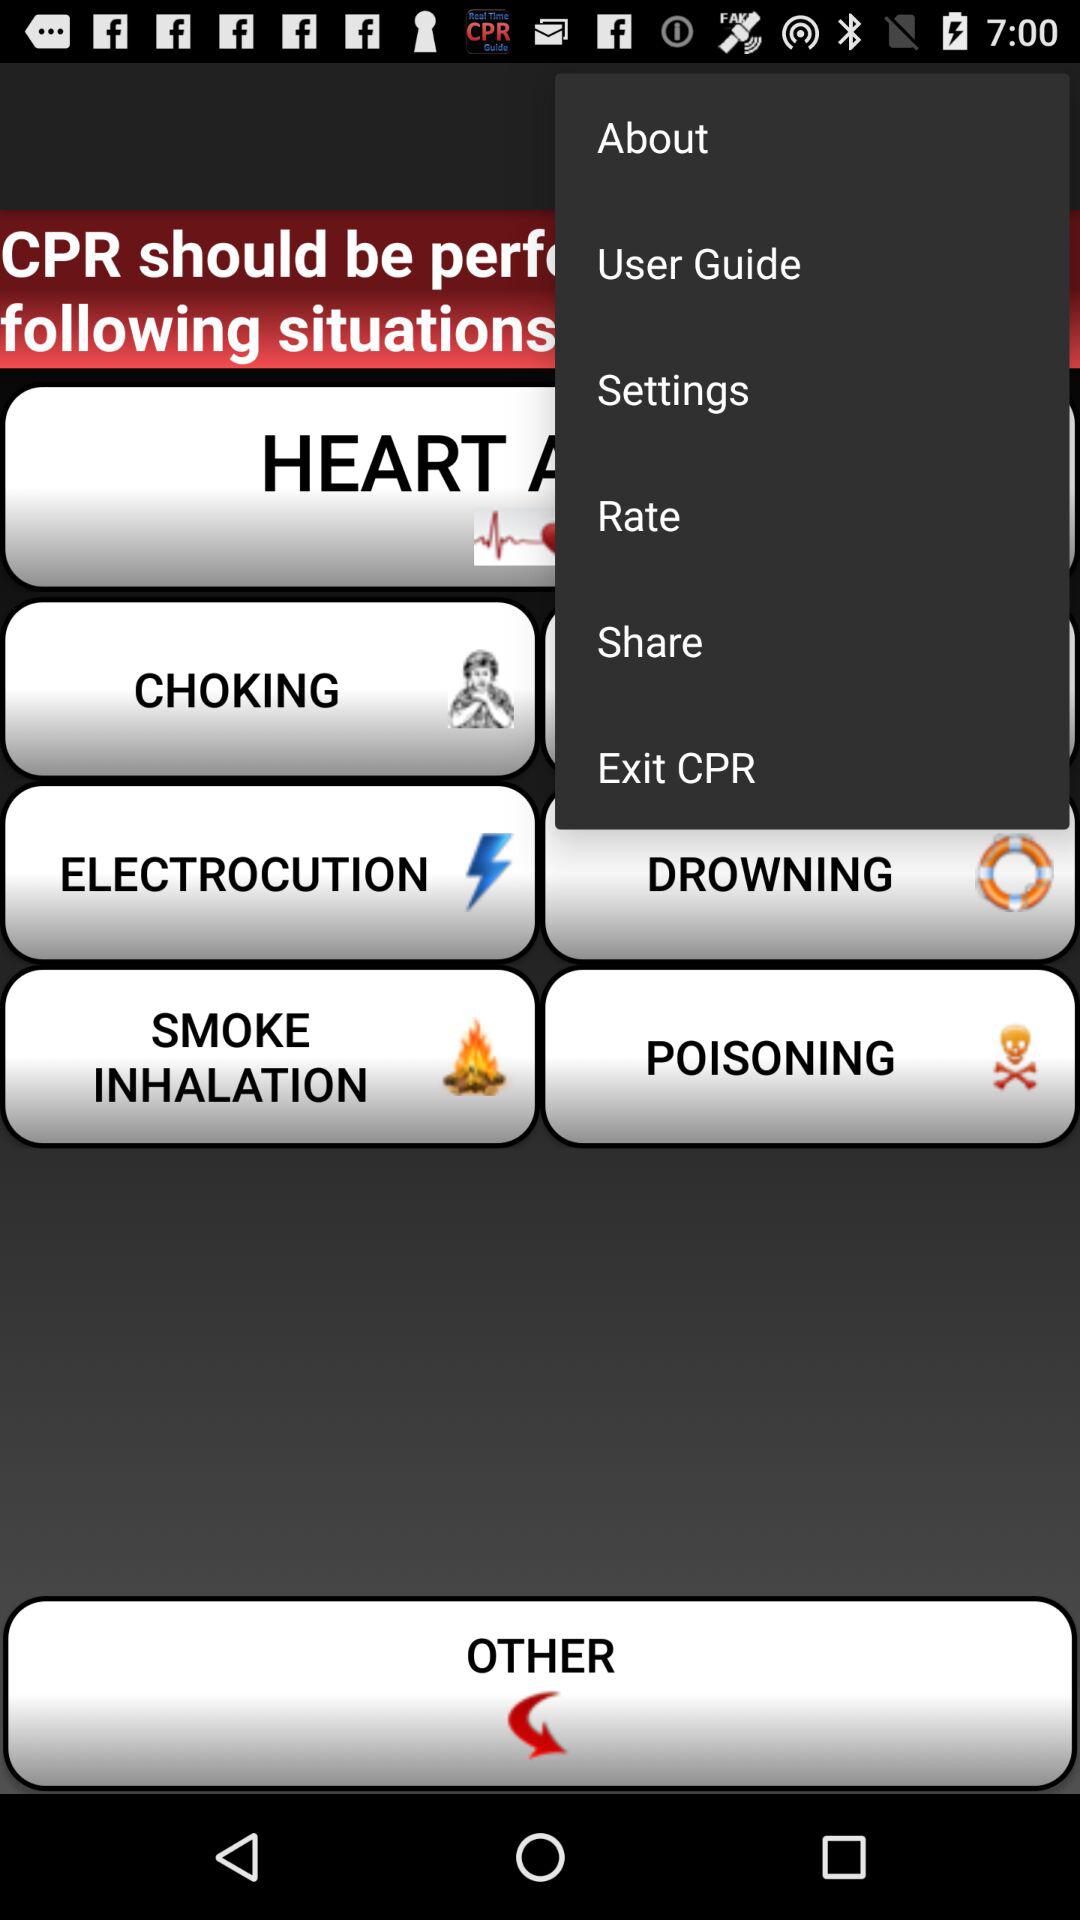 Real Time
CPR
Guide
FAKE
7:00
About
User Guide
Settings
Rate
Share
Exit CPR
CPR should be
following situations
HEART
CHOKING
ELECTROCUTION
DROWNING
SMOKE
INHALATION
POISONING
OTHER